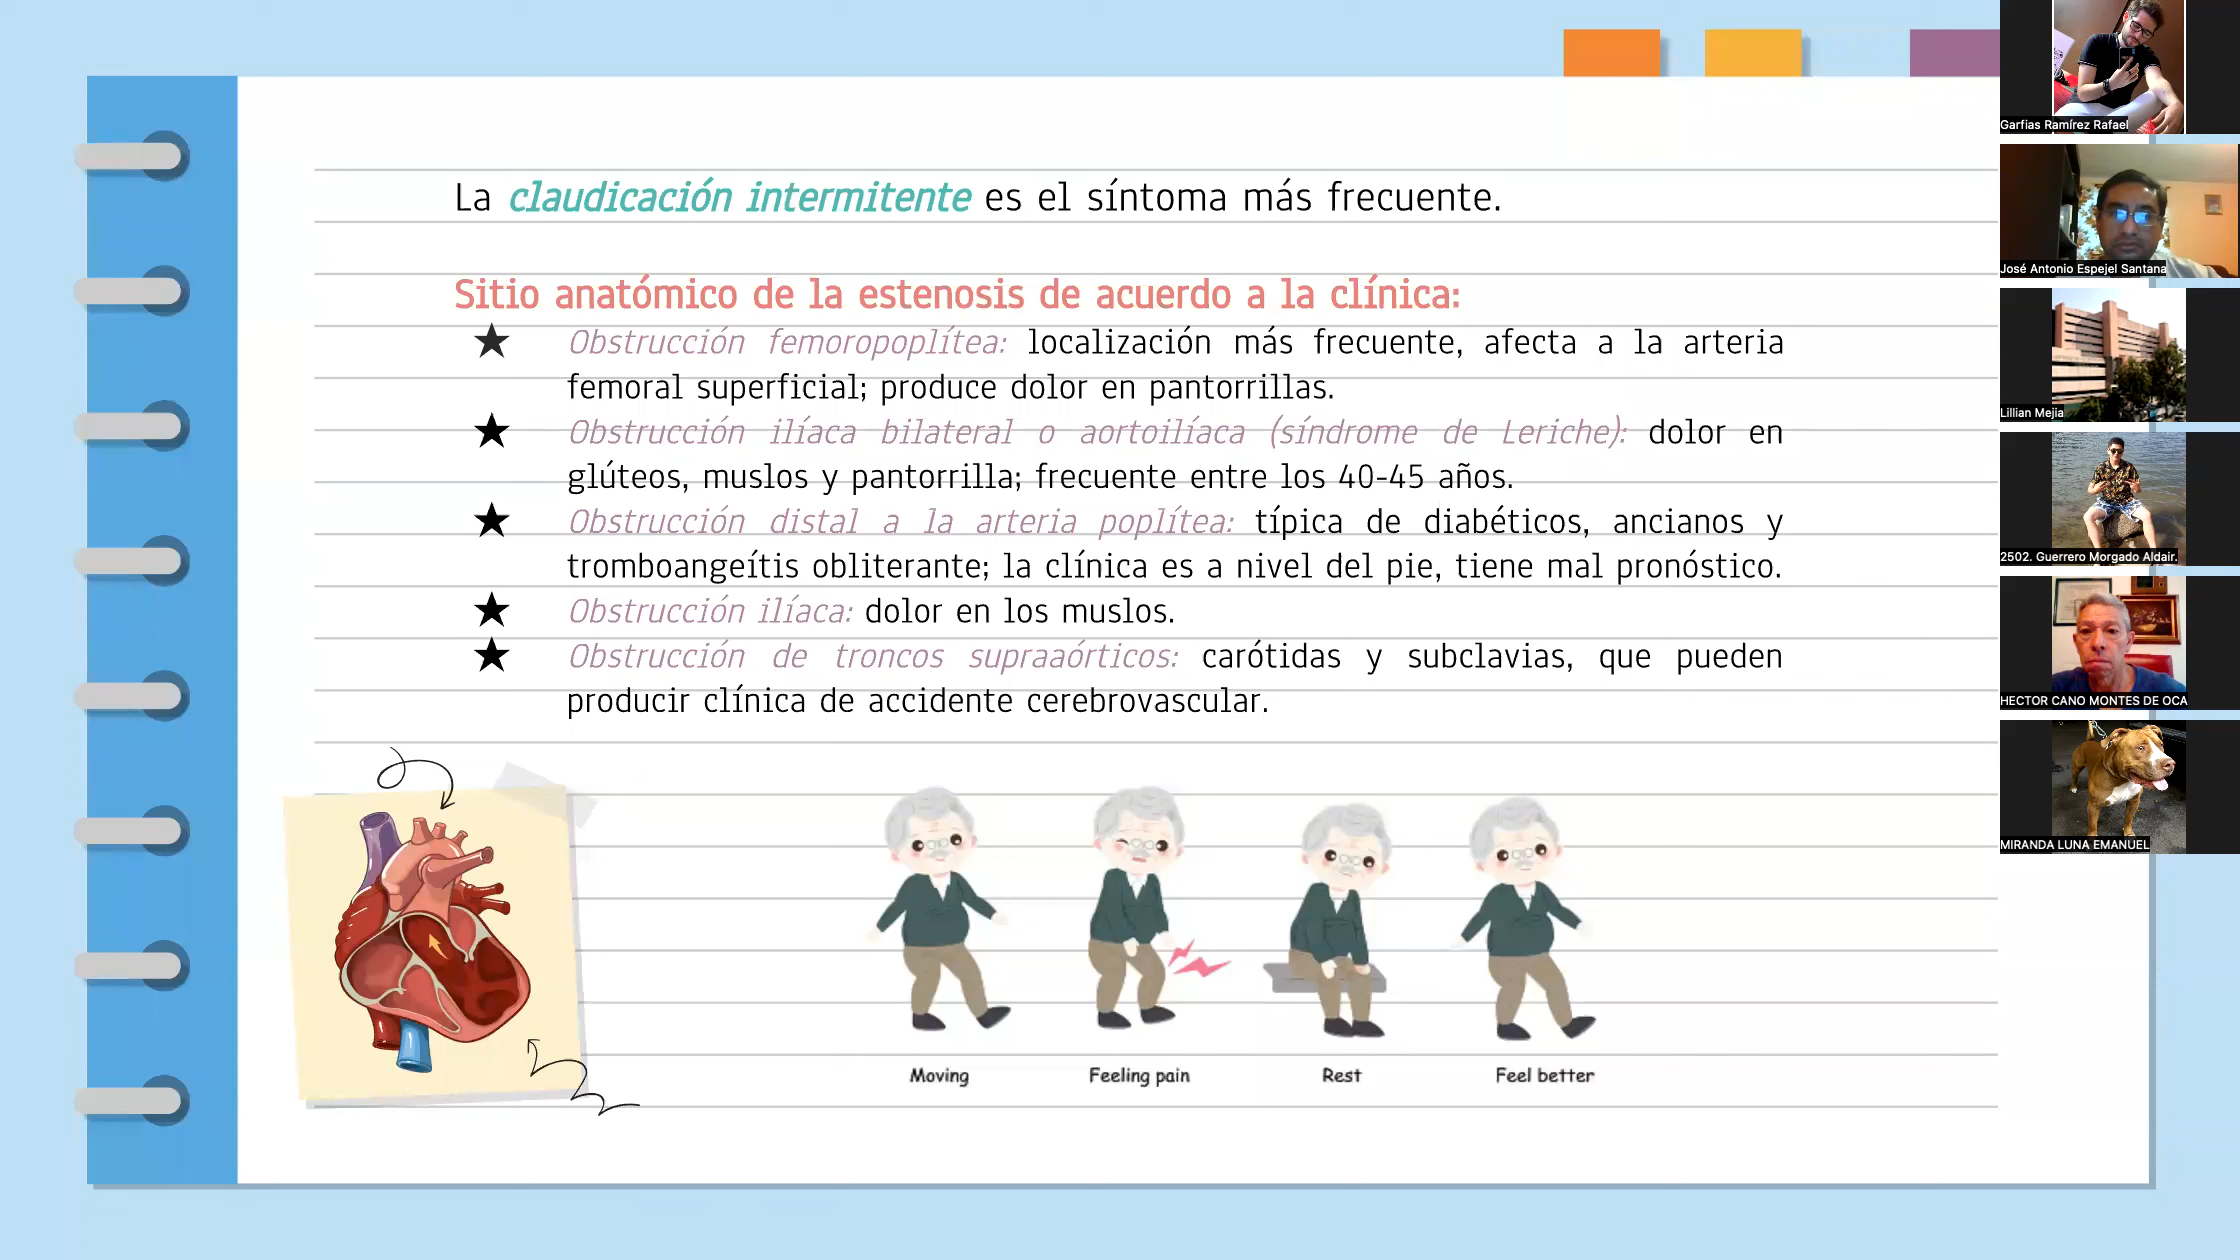 La claudicación intermitente es el síntoma más frecuente.
Sitio anatómico de la estenosis de acuerdo a la clínica:
★ Obstrucción femoropoplítea: localización más frecuente, afecta a la arteria
femoral superficial; produce dolor en pantorrillas.
★ Obstrucción ilíaca bilateral o aortoilíaca (síndrome de Leriche): dolor en
glúteos, muslos y pantorrilla; frecuente entre los 40-45 años.
★ Obstrucción distal a la arteria poplítea: típica de diabéticos, ancianos y
tromboangeítis obliterante; la clínica es a nivel del pie, tiene mal pronóstico.
★ Obstrucción ilíaca: dolor en los muslos.
★ Obstrucción de troncos supraaórticos: carótidas y subclavias, que pueden
producir clínica de accidente cerebrovascular.
Moving
Feeling pain
Rest
Feel better
Garfias Ramírez Rafael
José Antonio Espejel Santana
Lillian Mejia
2502. Guerrero Morgado Aldair.
HECTOR CANO MONTES DE OCA
MIRANDA LUNA EMANUEL